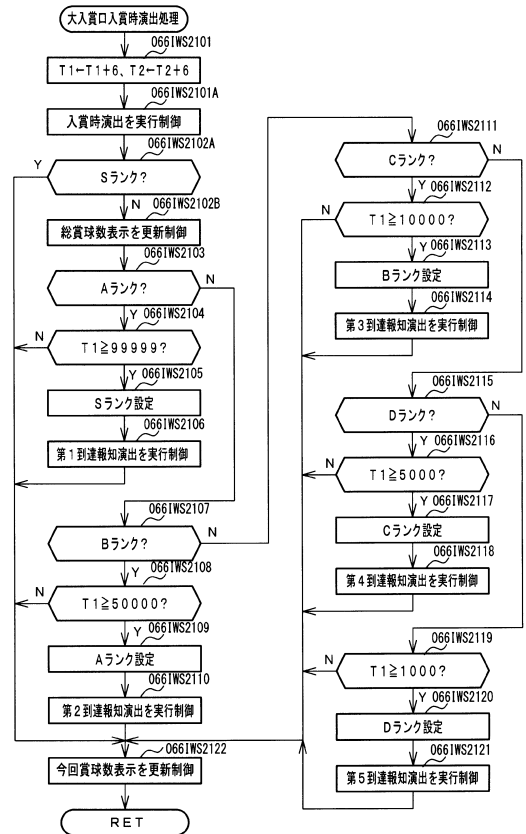 大入賞口入賞時演出処理
066IWS2101
T1←T1+6、T2←T2+6
066IWS2101A
入賞時演出を実行制御
066IWS2102A
Y
Sランク?
N
066IWS2102B
総賞球数表示を更新制御
066IWS2103
Aランク?
N
Y
066IWS2104
N
T1≧99999?
Y
066IWS2105
Sランク設定
066IWS2106
第1到達報知演出を実行制御
066IWS2107
Bランク?
N
Y
066IWS2108
N
T1≧50000?
Y
066IWS2109
Aランク設定
066IWS2110
第2到達報知演出を実行制御
066IWS2122
今回賞球数表示を更新制御
RET
066IWS2111
Cランク?
N
Y
066IWS2112
N
T1≧10000?
Y
066IWS2113
Bランク設定
066IWS2114
第3到達報知演出を実行制御
066IWS2115
Dランク?
N
Y
066IWS2116
N
T1≧5000?
Y
066IWS2117
Cランク設定
066IWS2118
第4到達報知演出を実行制御
066IWS2119
N
T1≧1000?
Y
066IWS2120
Dランク設定
066IWS2121
第5到達報知演出を実行制御